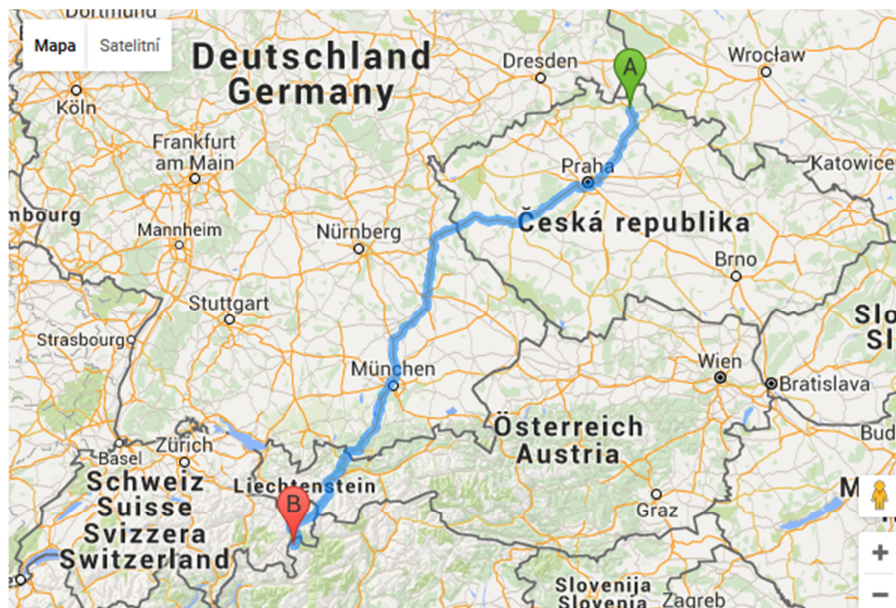 Dortmund
Mapa
Satelitní
Deutschland
Germany
Dresden
Wrocław
A
Köln
Frankfurt
am Main
Praha
Katowice
mbourg
Mannheim
Nürnberg
Česká republika
Brno
Stuttgart
Slo
Sl
Strasbourg
München
Wien
Bratislava
Österreich
Austria
Bud
Basel
Zürich
Schweiz
Suisse
Svizzera
Switzerland
Liechtenstein
B
Graz
M
Slovenija
Slovenia
Zagreb
+
−